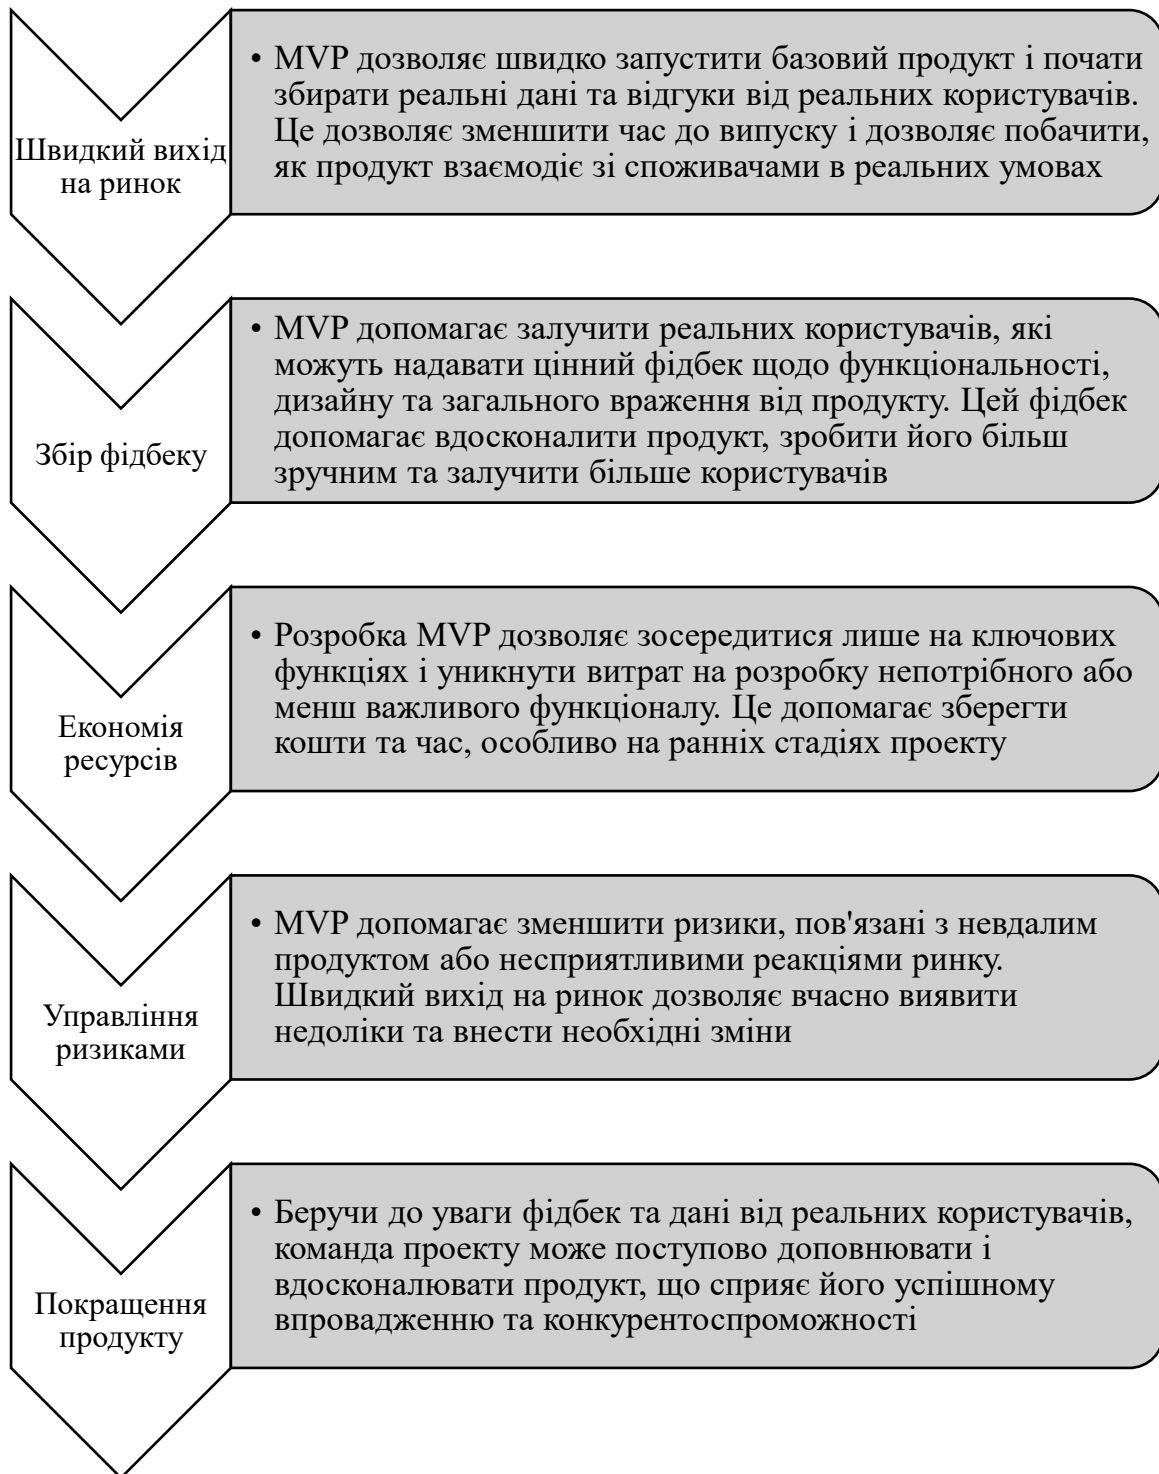 Швидкий вихід
на ринок
• MVP дозволяє швидко запустити базовий продукт і почати
збирати реальні дані та відгуки від реальних користувачів.
Це дозволяє зменшити час до випуску і дозволяє побачити,
як продукт взаємодіє зі споживачами в реальних умовах
Збір фідбеку
• MVP допомагає залучити реальних користувачів, які
можуть надавати цінний фідбек щодо функціональності,
дизайну та загального враження від продукту. Цей фідбек
допомагає вдосконалити продукт, зробити його більш
зручним та залучити більше користувачів
Економія
ресурсів
• Розробка MVP дозволяє зосередитися лише на ключових
функціях і уникнути витрат на розробку непотрібного або
менш важливого функціоналу. Це допомагає зберегти
кошти та час, особливо на ранніх стадіях проекту
Управління
ризиками
• MVP допомагає зменшити ризики, пов'язані з невдалим
продуктом або несприятливими реакціями ринку.
Швидкий вихід на ринок дозволяє вчасно виявити
недоліки та внести необхідні зміни
Покращення
продукту
• Беручи до уваги фідбек та дані від реальних користувачів,
команда проекту може поступово доповнювати і
вдосконалювати продукт, що сприяє його успішному
впровадженню та конкурентоспроможності